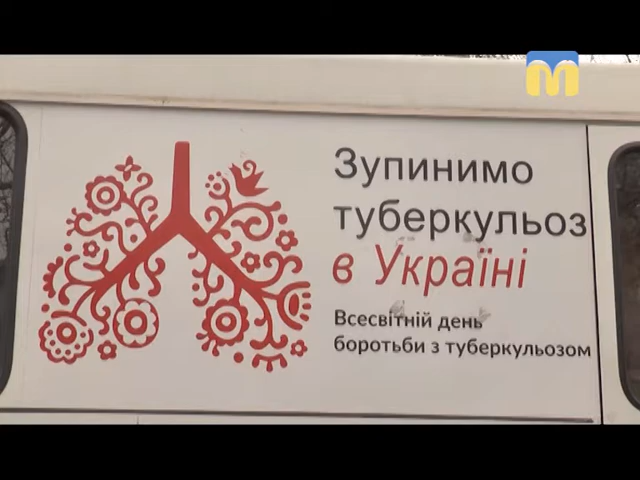 Зупинимо
туберкульоз
в Україні
Всесвітній день
боротьби з туберкульозом